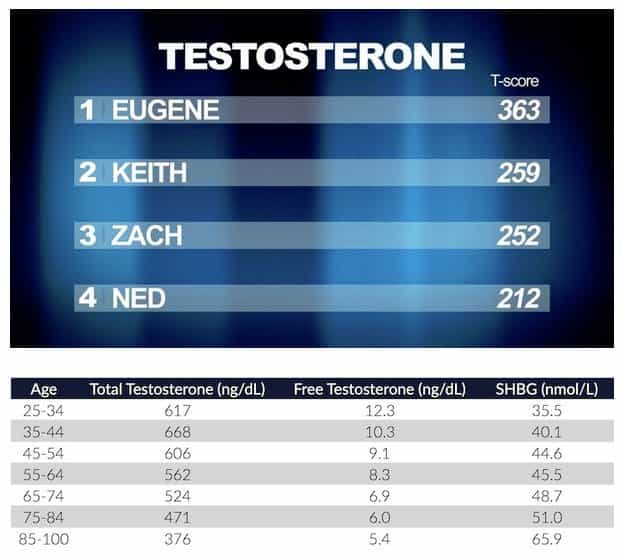 TESTOSTERONE
T-score
1 EUGENE 363
2 KEITH 259
3 ZACH 252
4 NED 212
Age Total Testosterone (ng/dL) Free Testosterone (ng/dL) SHBG (nmol/L)
25-34 617 12.3 35.5
35-44 668 10.3 40.1
45-54 606 9.1 44.6
55-64 562 8.3 45.5
65-74 524 6.9 48.7
75-84 471 6.0 51.0
85-100 376 5.4 65.9